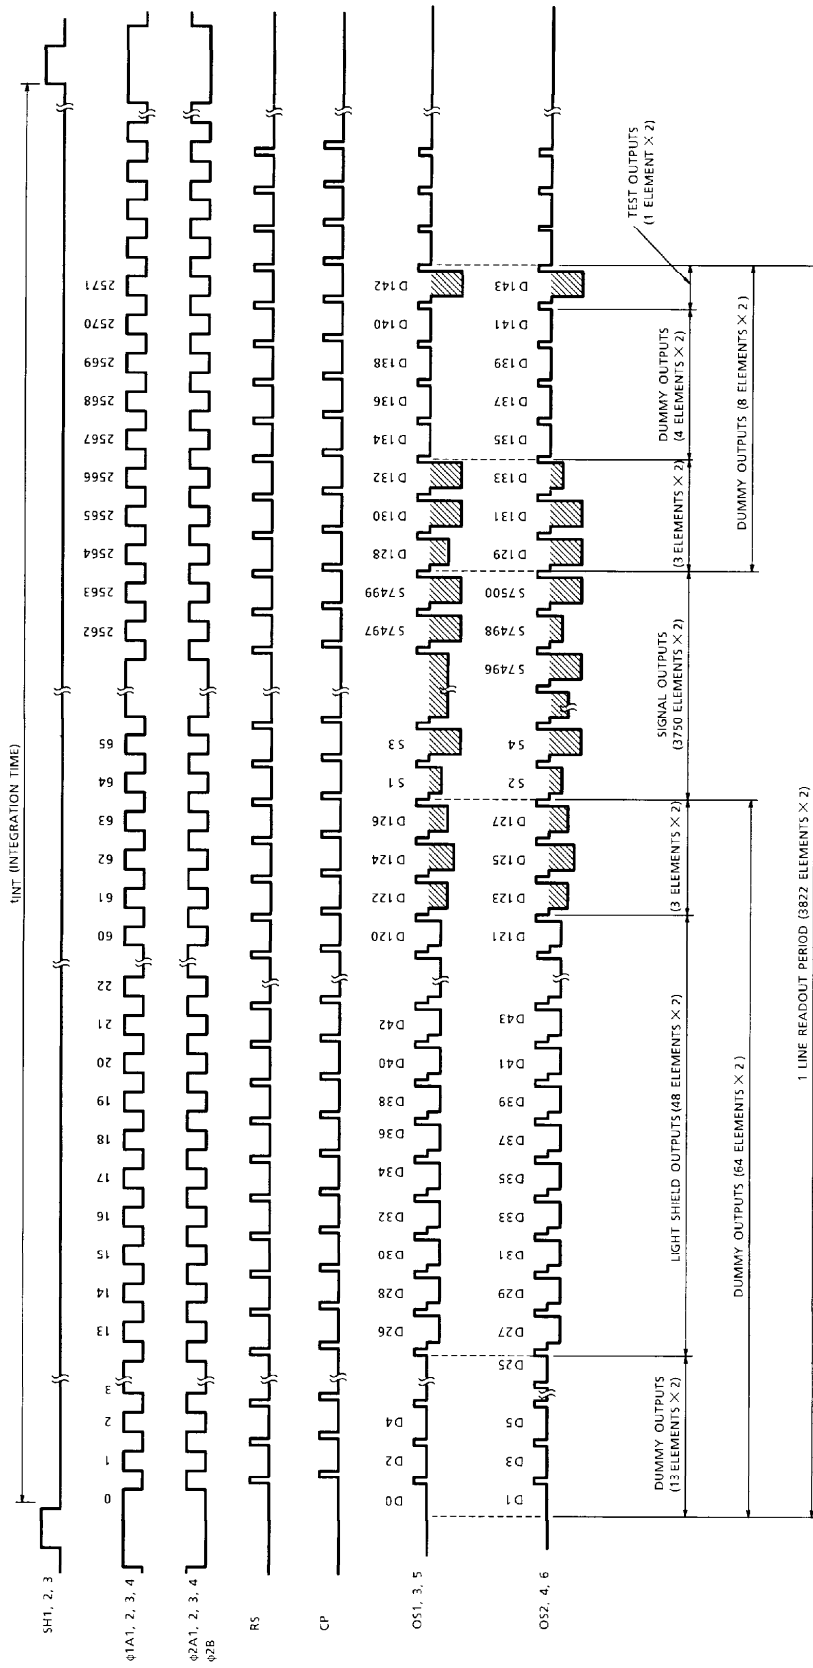 tINT (INTEGRATION TIME)
SH1, 2, 3
φ1A1, 2, 3, 4
0 1 2 3 13 14 15 16 17 18 19 20 21 22 60 61 62 63 64 65 2562 2563 2564 2565 2566 2567 2568 2569 2570 2571
φ2A1, 2, 3, 4
φ2B
RS
CP
OS1, 3, 5
D0 D2 D4 D26 D28 D30 D32 D34 D36 D38 D40 D42 D120 D122 D124 D126 S1 S3 S7497 S7499 D128 D130 D132 D134 D136 D138 D140 D142
OS2, 4, 6
D1 D3 D5 D25 D27 D29 D31 D33 D35 D37 D39 D41 D43 D121 D123 D125 D127 S2 S4 S7496 S7498 S7500 D129 D131 D133 D135 D137 D139 D141 D143
DUMMY OUTPUTS
(13 ELEMENTS × 2)
LIGHT SHIELD OUTPUTS (48 ELEMENTS × 2)
(3 ELEMENTS × 2)
SIGNAL OUTPUTS
(3750 ELEMENTS × 2)
(3 ELEMENTS × 2)
DUMMY OUTPUTS
(4 ELEMENTS × 2)
TEST OUTPUTS
(1 ELEMENT × 2)
DUMMY OUTPUTS (64 ELEMENTS × 2)
DUMMY OUTPUTS (8 ELEMENTS × 2)
1 LINE READOUT PERIOD (3822 ELEMENTS × 2)